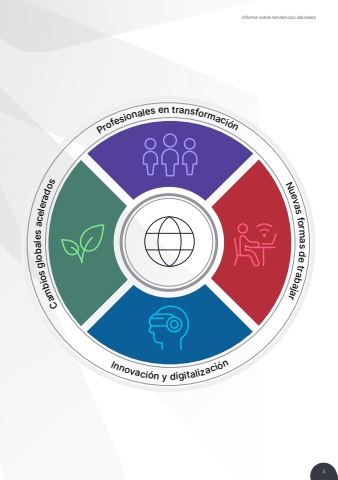 Informe sobre tendencias laborales
Profesionales en transformación
Nuevas formas de trabajar
Cambios globales acelerados
Innovación y digitalización
3